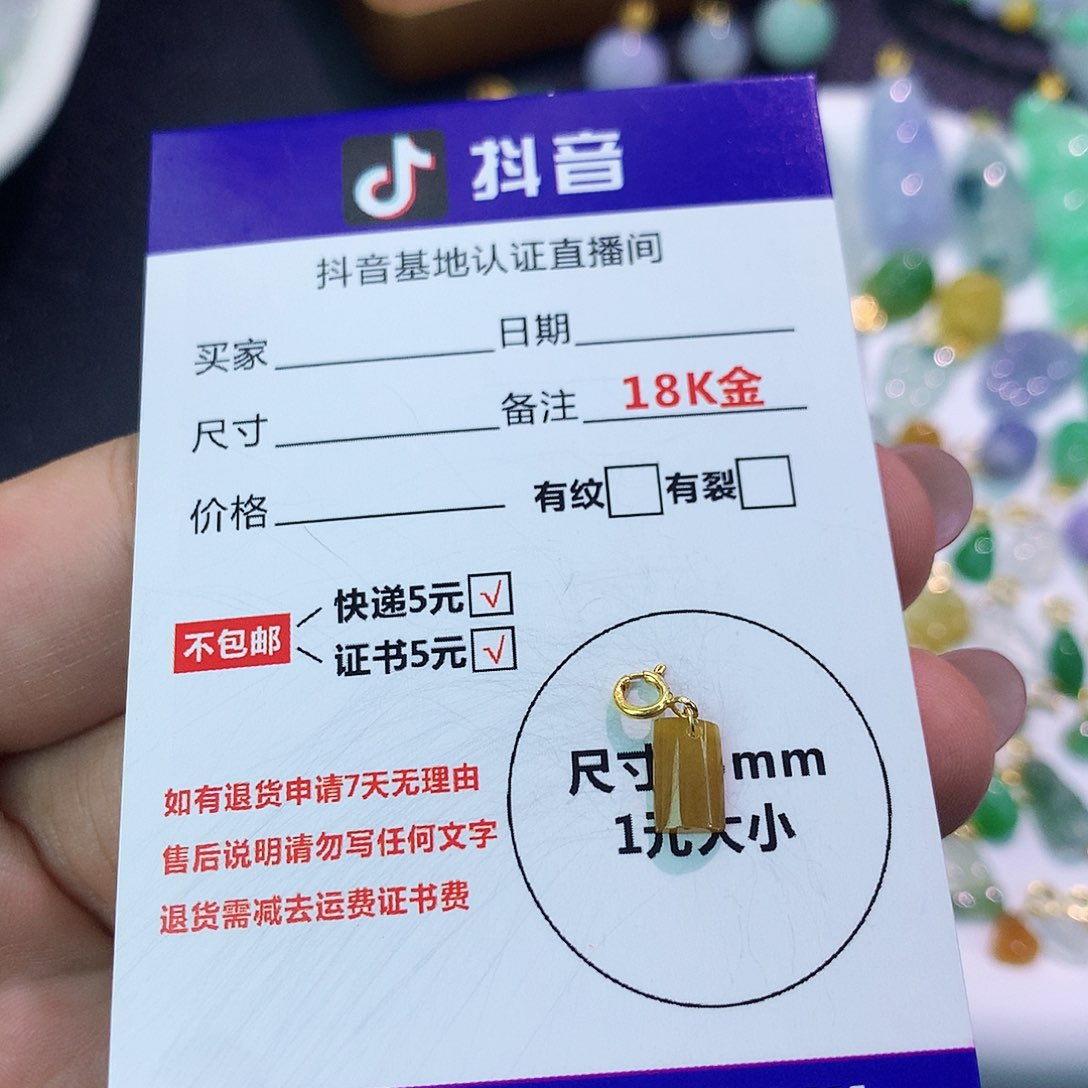 抖音
抖音基地认证直播间
买家 日期
尺寸 备注 18K金
价格 有纹 有裂
不包邮
快递5元 √
证书5元 √
如有退货申请7天无理由
售后说明请勿写任何文字
退货需减去运费证书费
尺寸 mm
1元大小